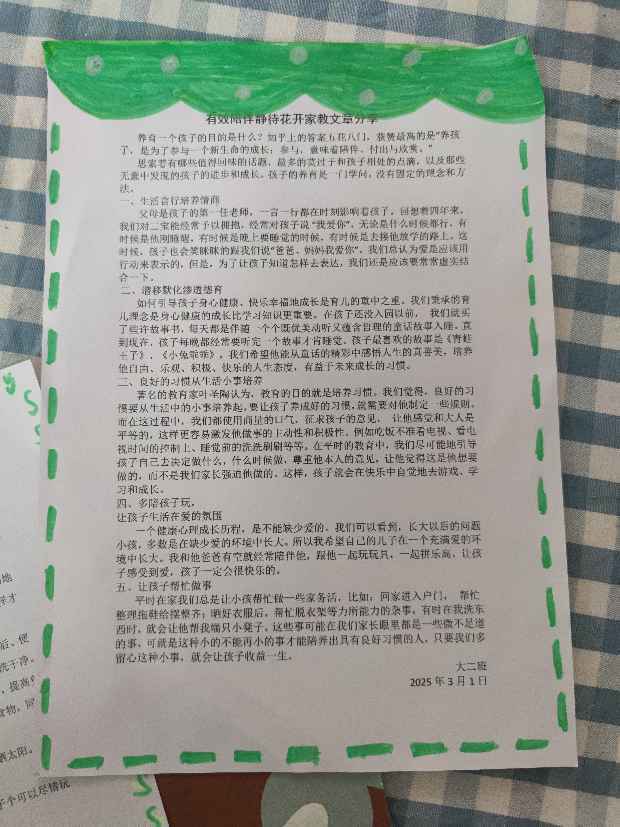 有效陪伴静待花开家教文章分享
养育一个孩子的目的是什么？知乎上的答案五花八门，获赞最高的是“养孩
子，是为了参与一个新生命的成长；参与，意味着陪伴、付出与欣赏。”
思索着有哪些值得回味的话题，最多的莫过于和孩子相处的点滴，以及那些
无意中发现的孩子的进步和成长。孩子的养育是一门学问，没有固定的理念和方
法。
一、生活言行培养情商
父母是孩子的第一任老师，一言一行都在时刻影响着孩子。回想着四年来，
我们对二宝能经常予以拥抱，经常对孩子说“我爱你”。无论是什么时候都行，有
时候是他刚睡醒，有时候是晚上要睡觉的时候，有时候是去接他放学的路上。这
时候，孩子也会笑眯眯的跟我们说“爸爸、妈妈我爱你”。我们总认为爱是应该用
行动来表示的，但是，为了让孩子知道怎样去表达，我们还是应该要常常虚实结
合一下。
二、潜移默化渗透德育
如何引导孩子身心健康、快乐幸福地成长是育儿的重中之重。我们秉承的育
儿理念是身心健康的成长比学习知识更重要。在孩子还没入园以前， 我们就买
了些许故事书，每天都是伴随一个个既优美动听又蕴含哲理的童话故事入睡。直
到现在，孩子每晚都经常要听完一个故事才肯睡觉。孩子最喜欢的故事是《青蛙
王子》、《小兔乖乖》，我们希望他能从童话的精彩中感悟人生的真善美，培养
他自由、乐观、积极、快乐的人生态度，有益于未来成长的习惯。
三、良好的习惯从生活小事培养
著名的教育家叶圣陶认为，教育的目的就是培养习惯。我们觉得，良好的习
惯要从生活中的小事培养起。要让孩子养成好的习惯，就需要对他制定一些规则，
而在这过程中，我们都使用商量的口气，征求孩子的意见， 让他感觉和大人是
平等的，这样更容易激发他做事的主动性和积极性。例如吃饭不准看电视、看电
视时间的控制上、睡觉前的洗洗刷刷等等。在平时的教育中，我们尽可能地引导
孩子自己去决定做什么，什么时候做，尊重他本人的意见，让他觉得这是他想要
做的，而不是我们家长强迫他做的。这样，孩子就会在快乐中自觉地去游戏、学
习和成长。
四、多陪孩子玩，
让孩子生活在爱的氛围
一个健康心理成长历程，是不能缺少爱的。我们可以看到，长大以后的问题
小孩，多数是在缺少爱的环境中长大。所以我希望自己的儿子在一个充满爱的环
境中长大。我和他爸爸有空就经常陪伴他，跟他一起玩玩具，一起拼乐高，让孩
子感受到爱，孩子一定会很快乐的。
五、让孩子帮忙做事
平时在家我们总是让小孩帮忙做一些家务活，比如：回家进入户门， 帮忙
整理拖鞋给摆整齐；晒好衣服后，帮忙脱衣架等力所能力的杂事。有时在我洗东
西时，就会让他帮我端只小凳子。这些事可能在我们家长眼里都是一些微不足道
的事，可就是这种小的不能再小的事才能陪养出具有良好习惯的人。只要我们多
留心这种小事，就会让孩子收益一生。
大二班
2025 年 3 月 1 日
后，便
洗干净。
，提高
食物，同
晒太阳。
子个可以尽情玩